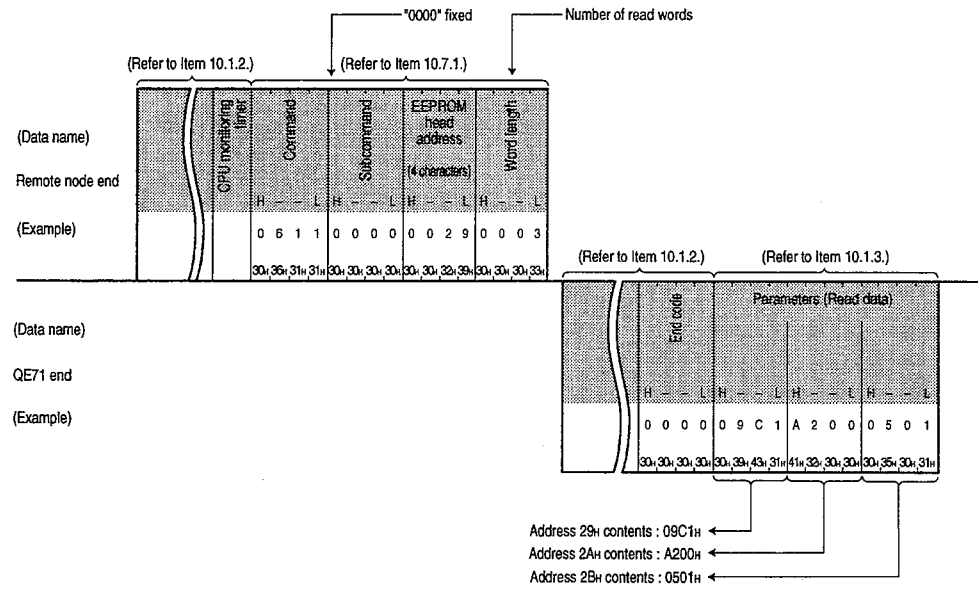 "0000" fixed
Number of read words
(Refer to Item 10.1.2.)
(Refer to Item 10.7.1.)
(Data name)
Remote node end
(Example)
CPU monitoring timer
Command
Subcommand
EEPROM
head
address
(4 characters)
Word length
H – – L H – – L H – – L H – – L
0 6 1 1 0 0 0 0 0 0 2 9 0 0 0 3
30H 36H 31H 31H 30H 30H 30H 30H 30H 30H 32H 39H 30H 30H 30H 33H
(Refer to Item 10.1.2.)
(Refer to Item 10.1.3.)
(Data name)
QE71 end
(Example)
End code
Parameters (Read data)
H – – L H – – L H – – L H – – L
0 0 0 0 0 9 C 1 A 2 0 0 0 5 0 1
30H 30H 30H 30H 30H 39H 43H 31H 41H 32H 30H 30H 30H 35H 30H 31H
Address 29H contents : 09C1H
Address 2AH contents : A200H
Address 2BH contents : 0501H